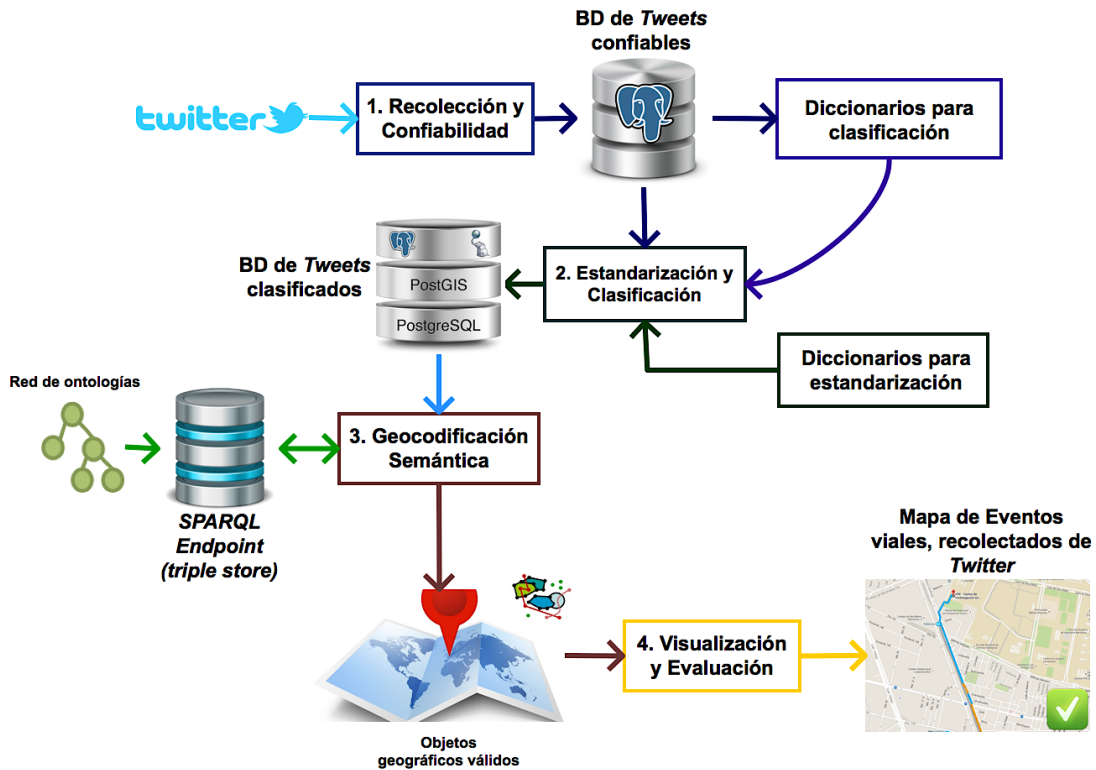 BD de Tweets
confiables
twitter
1. Recolección y
Confiabilidad
Diccionarios para
clasificación
BD de Tweets
clasificados
PostGIS
PostgreSQL
2. Estandarización y
Clasificación
Diccionarios para
estandarización
Red de ontologías
SPARQL
Endpoint
(triple store)
3. Geocodificación
Semántica
Objetos
geográficos válidos
4. Visualización
y Evaluación
Mapa de Eventos
viales, recolectados de
Twitter